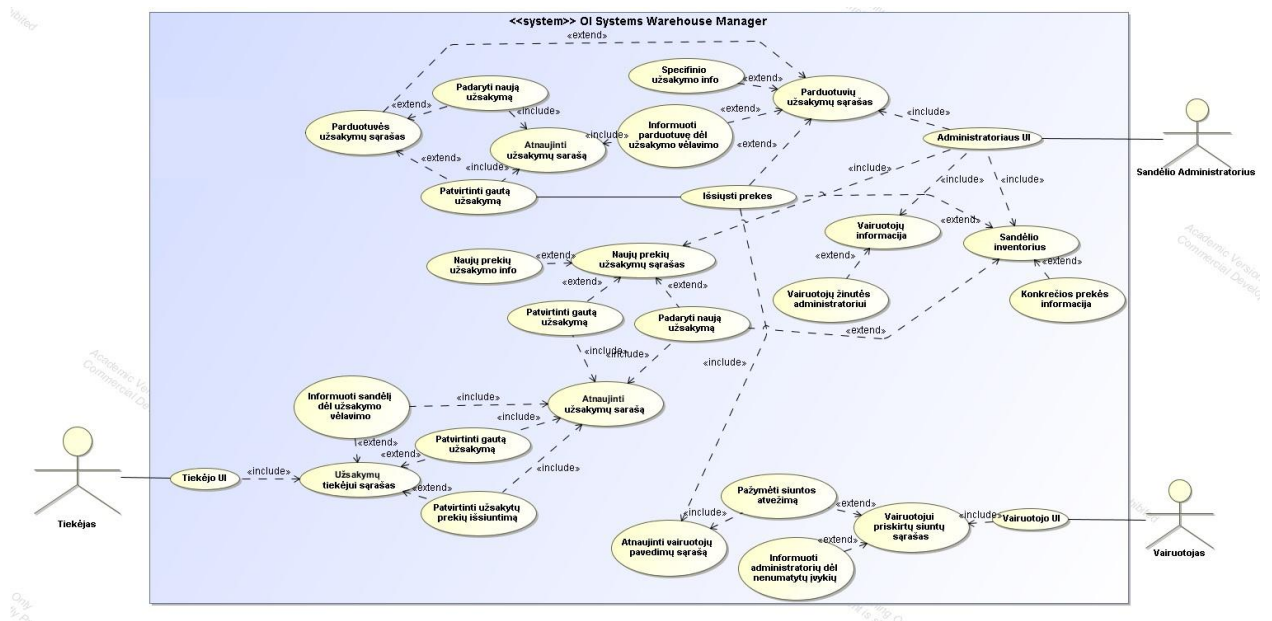 <<system>> OI Systems Warehouse Manager
«extend»
Specifinio
užsakymo info
«extend»
Parduotuvių
užsakymų sąrašas
Padaryti naują
užsakymą
«extend»
«include»
Parduotuvės
užsakymų sąrašas
Atnaujinti
užsakymų sarašą
«include»
Informuoti
parduotuvę dėl
užsakymo vėlavimo
«extend»
«include»
Administratoriaus UI
Sandėlio Administratorius
«extend»
«include»
Patvirtinti gautą
užsakymą
«extend»
Išsiųsti prekes
«include»
«include»
«include»
Vairuotojų
informacija
«extend»
Sandėlio
inventorius
Naujų prekių
užsakymo info
«extend»
Naujų prekių
užsakymų sąrašas
«extend»
«extend»
«extend»
«extend»
Vairuotojų žinutės
administratoriui
Konkrečios prekės
informacija
Patvirtinti gautą
užsakymą
Padaryti naują
užsakymą
«extend»
«include»
«include»
«include»
Informuoti sandėlį
dėl užsakymo
vėlavimo
«include»
Atnaujinti
užsakymų sarašą
«include»
Patvirtinti gautą
užsakymą
«extend»
«extend»
Tiekėjas
Tiekėjo UI
«include»
Užsakymų
tiekėjui sąrašas
«include»
«extend»
Patvirtinti užsakytų
prekių išsiuntimą
Pažymėti siuntos
atvežimą
«extend»
«include»
Vairuotojui
priskirtų siuntų
sąrašas
«include»
Vairuotojo UI
Vairuotojas
Atnaujinti vairuotojų
pavedimų sąrašą
«extend»
Informuoti
administratorių dėl
nenumatytų įvykių